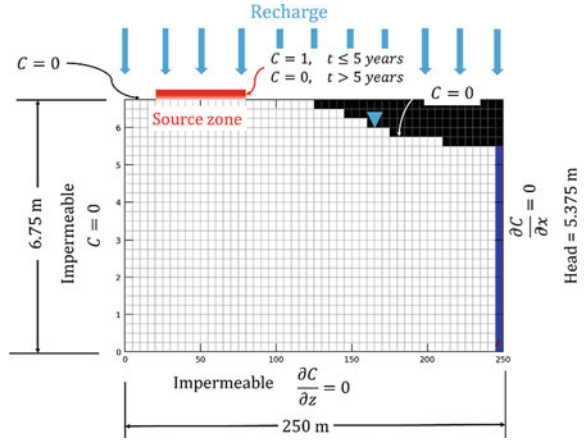 Recharge
C = 0
C = 1, t ≤ 5 years
C = 0, t > 5 years
C = 0
Source zone
6
5
4
3
2
1
0
6.75 m
Impermeable
C = 0
∂C/∂x = 0
Head = 5.375 m
0 50 100 150 200 250
Impermeable ∂C/∂z = 0
250 m